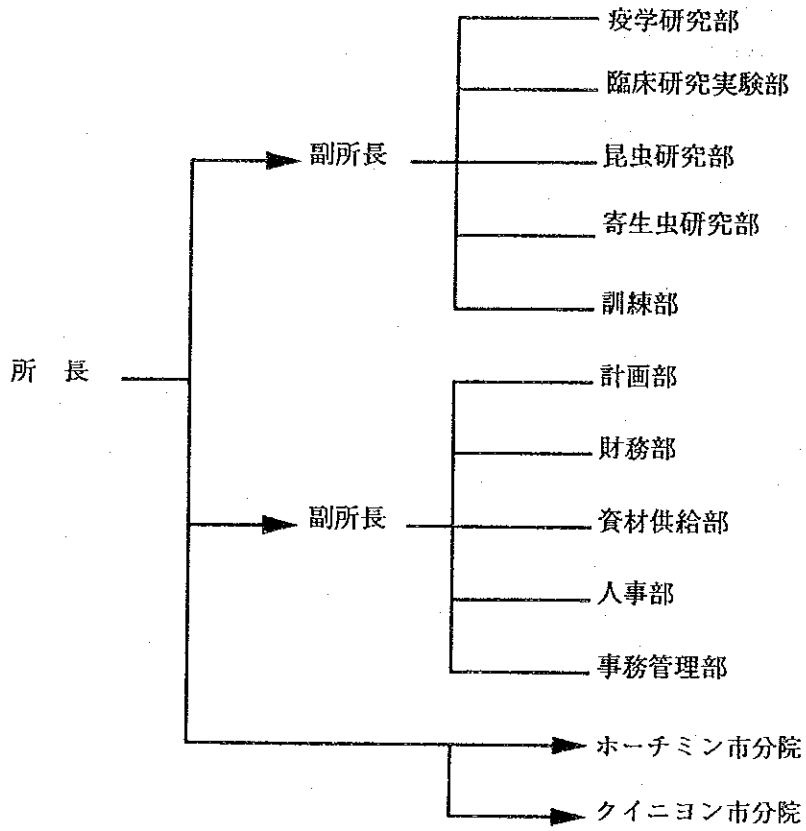 疫学研究部
臨床研究実験部
副所長
昆虫研究部
寄生虫研究部
訓練部
所長
計画部
財務部
副所長
資材供給部
人事部
事務管理部
ホーチミン市分院
クイニヨン市分院